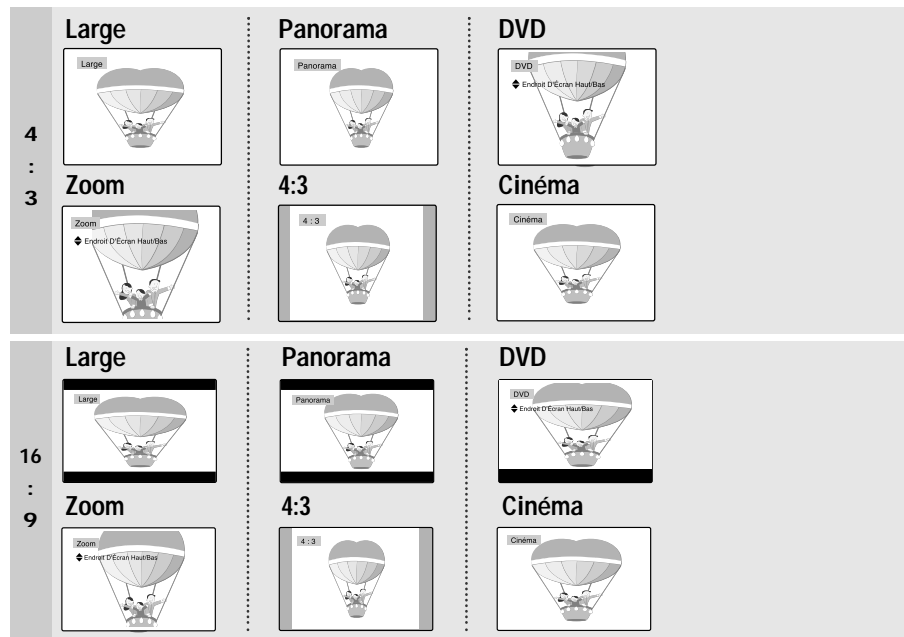 4
:
3
Large
Panorama
DVD
Large
Panorama
DVD
Endroit D'Écran Haut/Bas
Zoom
4:3
Cinéma
Zoom
Endroit D'Écran Haut/Bas
4 : 3
Cinéma
16
:
9
Large
Panorama
DVD
Large
Panorama
DVD
Endroit D'Écran Haut/Bas
Zoom
4:3
Cinéma
Zoom
Endroit D'Écran Haut/Bas
4 : 3
Cinéma